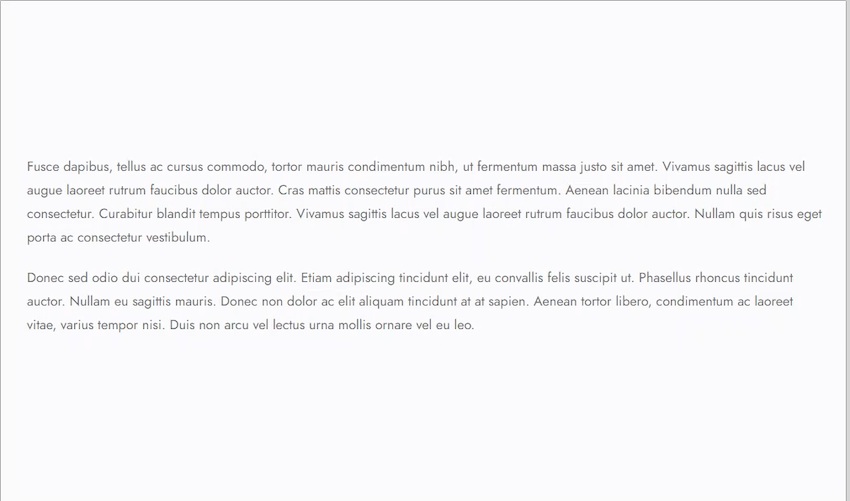 Fusce dapibus, tellus ac cursus commodo, tortor mauris condimentum nibh, ut fermentum massa justo sit amet. Vivamus sagittis lacus vel
augue laoreet rutrum faucibus dolor auctor. Cras mattis consectetur purus sit amet fermentum. Aenean lacinia bibendum nulla sed
consectetur. Curabitur blandit tempus porttitor. Vivamus sagittis lacus vel augue laoreet rutrum faucibus dolor auctor. Nullam quis risus eget
porta ac consectetur vestibulum.
Donec sed odio dui consectetur adipiscing elit. Etiam adipiscing tincidunt elit, eu convallis felis suscipit ut. Phasellus rhoncus tincidunt
auctor. Nullam eu sagittis mauris. Donec non dolor ac elit aliquam tincidunt at at sapien. Aenean tortor libero, condimentum ac laoreet
vitae, varius tempor nisi. Duis non arcu vel lectus urna mollis ornare vel eu leo.